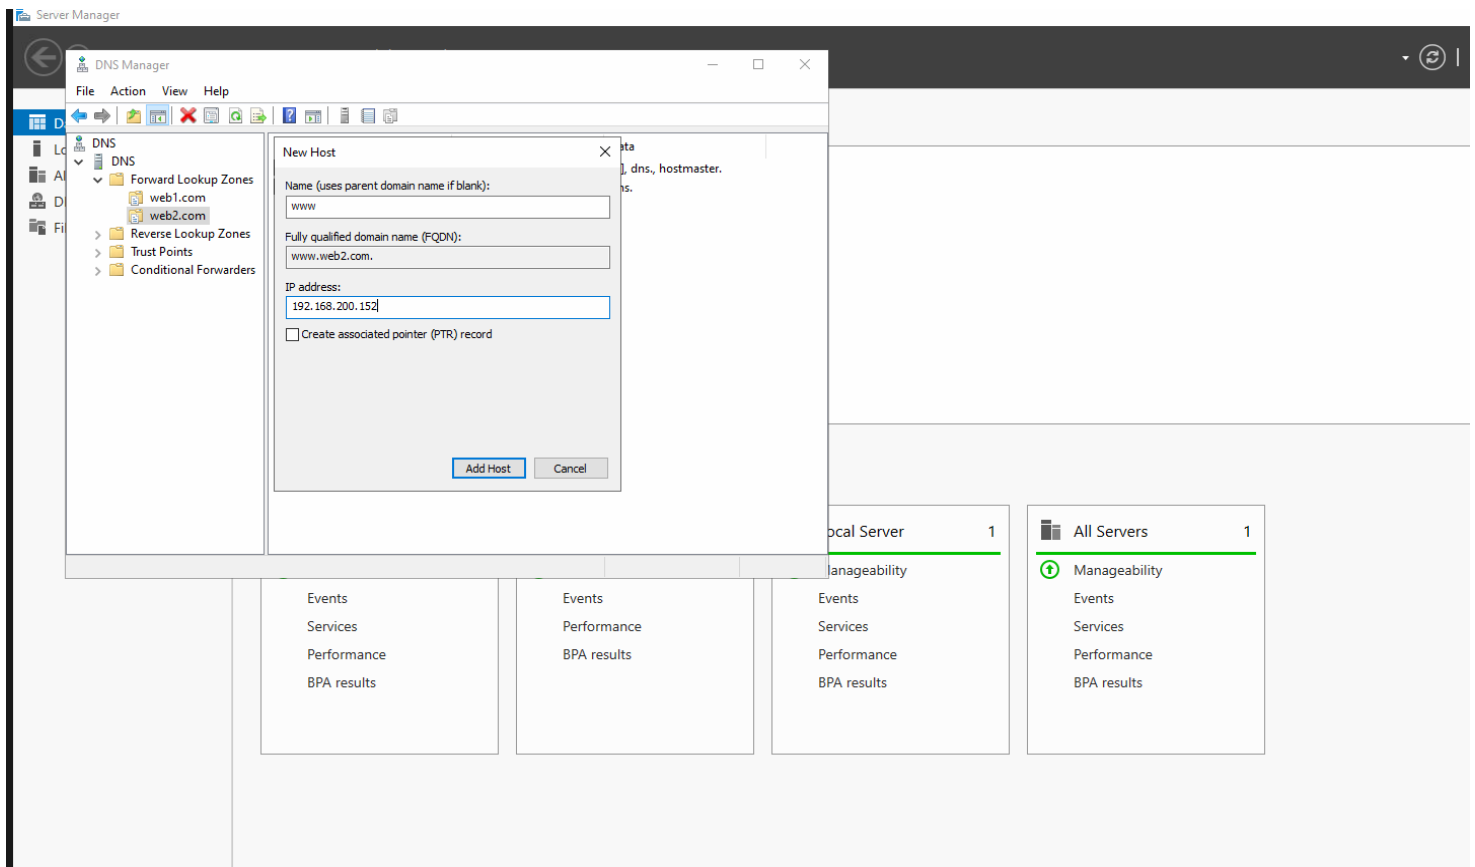 Server Manager
DNS Manager
File Action View Help
DNS
DNS
Forward Lookup Zones
web1.com
web2.com
Reverse Lookup Zones
Trust Points
Conditional Forwarders
New Host
Name (uses parent domain name if blank):
www
Fully qualified domain name (FQDN):
www.web2.com.
IP address:
192.168.200.152
Create associated pointer (PTR) record
Add Host Cancel
dns., hostmaster.
Events
Services
Performance
BPA results
Events
Performance
BPA results
Server 1
Manageability
Events
Services
Performance
BPA results
All Servers 1
Manageability
Events
Services
Performance
BPA results